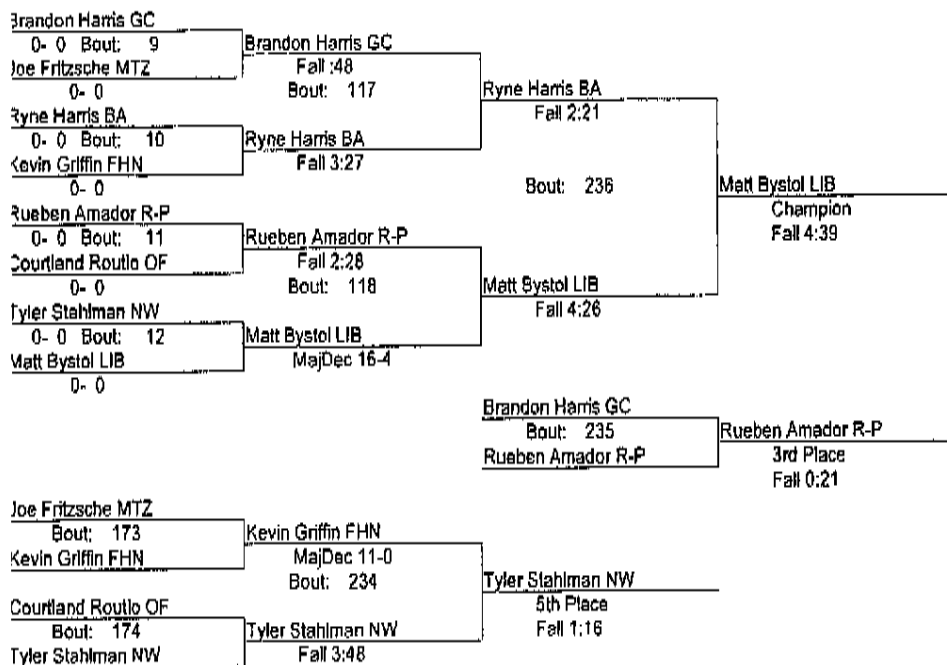 Brandon Harris GC
0- 0 Bout: 9
Joe Fritzsche MTZ
0- 0
Ryne Harris BA
0- 0 Bout: 10
Kevin Griffin FHN
0- 0
Rueben Amador R-P
0- 0 Bout: 11
Courtland Routio OF
0- 0
Tyler Stahlman NW
0- 0 Bout: 12
Matt Bystol LIB
0- 0
Brandon Harris GC
Fall :48
Bout: 117
Ryne Harris BA
Fall 3:27
Rueben Amador R-P
Fall 2:28
Bout: 118
Matt Bystol LIB
MajDec 16-4
Ryne Harris BA
Fall 2:21
Bout: 236
Matt Bystol LIB
Fall 4:26
Matt Bystol LIB
Champion
Fall 4:39
Brandon Harris GC
Bout: 235
Rueben Amador R-P
Rueben Amador R-P
3rd Place
Fall 0:21
Joe Fritzsche MTZ
Bout: 173
Kevin Griffin FHN
Courtland Routio OF
Bout: 174
Tyler Stahlman NW
Kevin Griffin FHN
MajDec 11-0
Bout: 234
Tyler Stahlman NW
Fall 3:48
Tyler Stahlman NW
5th Place
Fall 1:16